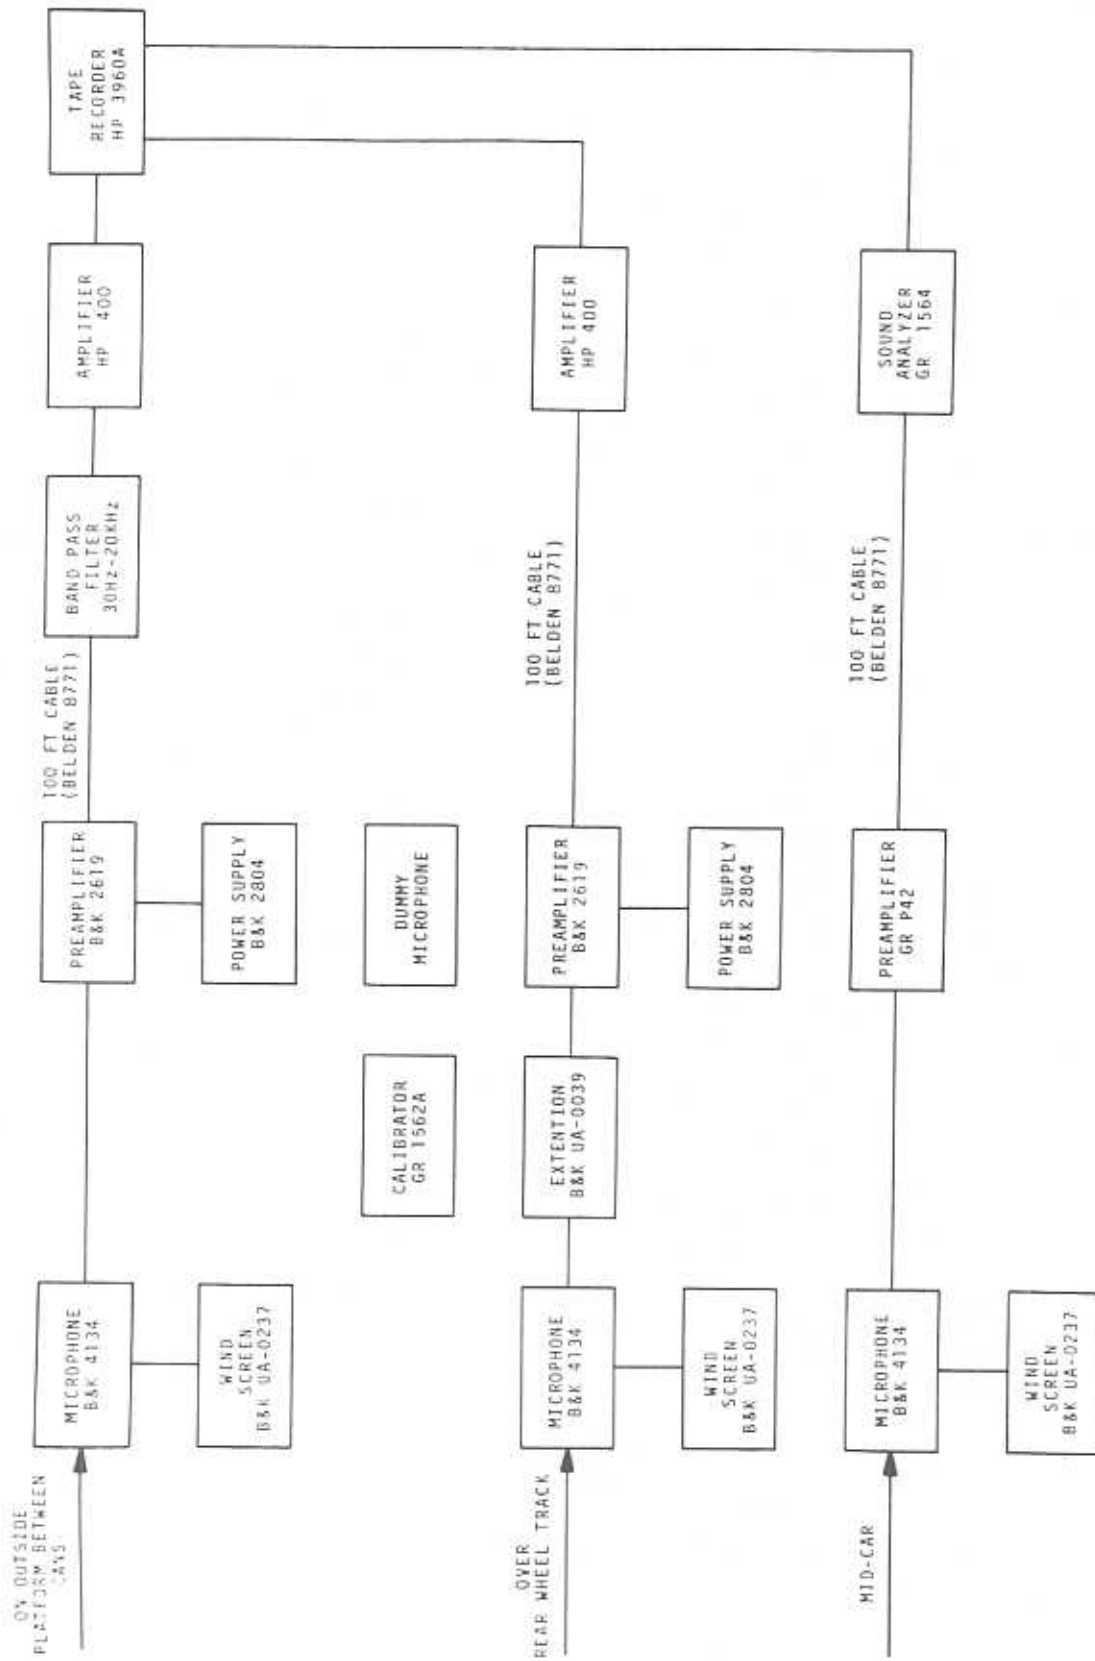 ON OUTSIDE
PLATFORM BETWEEN
MICROPHONE
B&K 4134
WIND
SCREEN
B&K UA-0237
PREAMPLIFIER
B&K 2619
POWER SUPPLY
B&K 2804
100 FT CABLE
(BELDEN 8771)
BAND PASS
FILTER
30HZ-20KHZ
AMPLIFIER
HP 400
TAPE
RECORDER
HP 3960A
CALIBRATOR
GR 1562A
DUMMY
MICROPHONE
OVER
REAR WHEEL TRACK
MICROPHONE
B&K 4134
WIND
SCREEN
B&K UA-0237
EXTENTION
B&K UA-0039
PREAMPLIFIER
B&K 2619
POWER SUPPLY
B&K 2804
100 FT CABLE
(BELDEN 8771)
AMPLIFIER
HP 400
MID-CAR
MICROPHONE
B&K 4134
WIND
SCREEN
B&K UA-0237
PREAMPLIFIER
GR P42
100 FT CABLE
(BELDEN 8771)
SOUND
ANALYZER
GR 1564